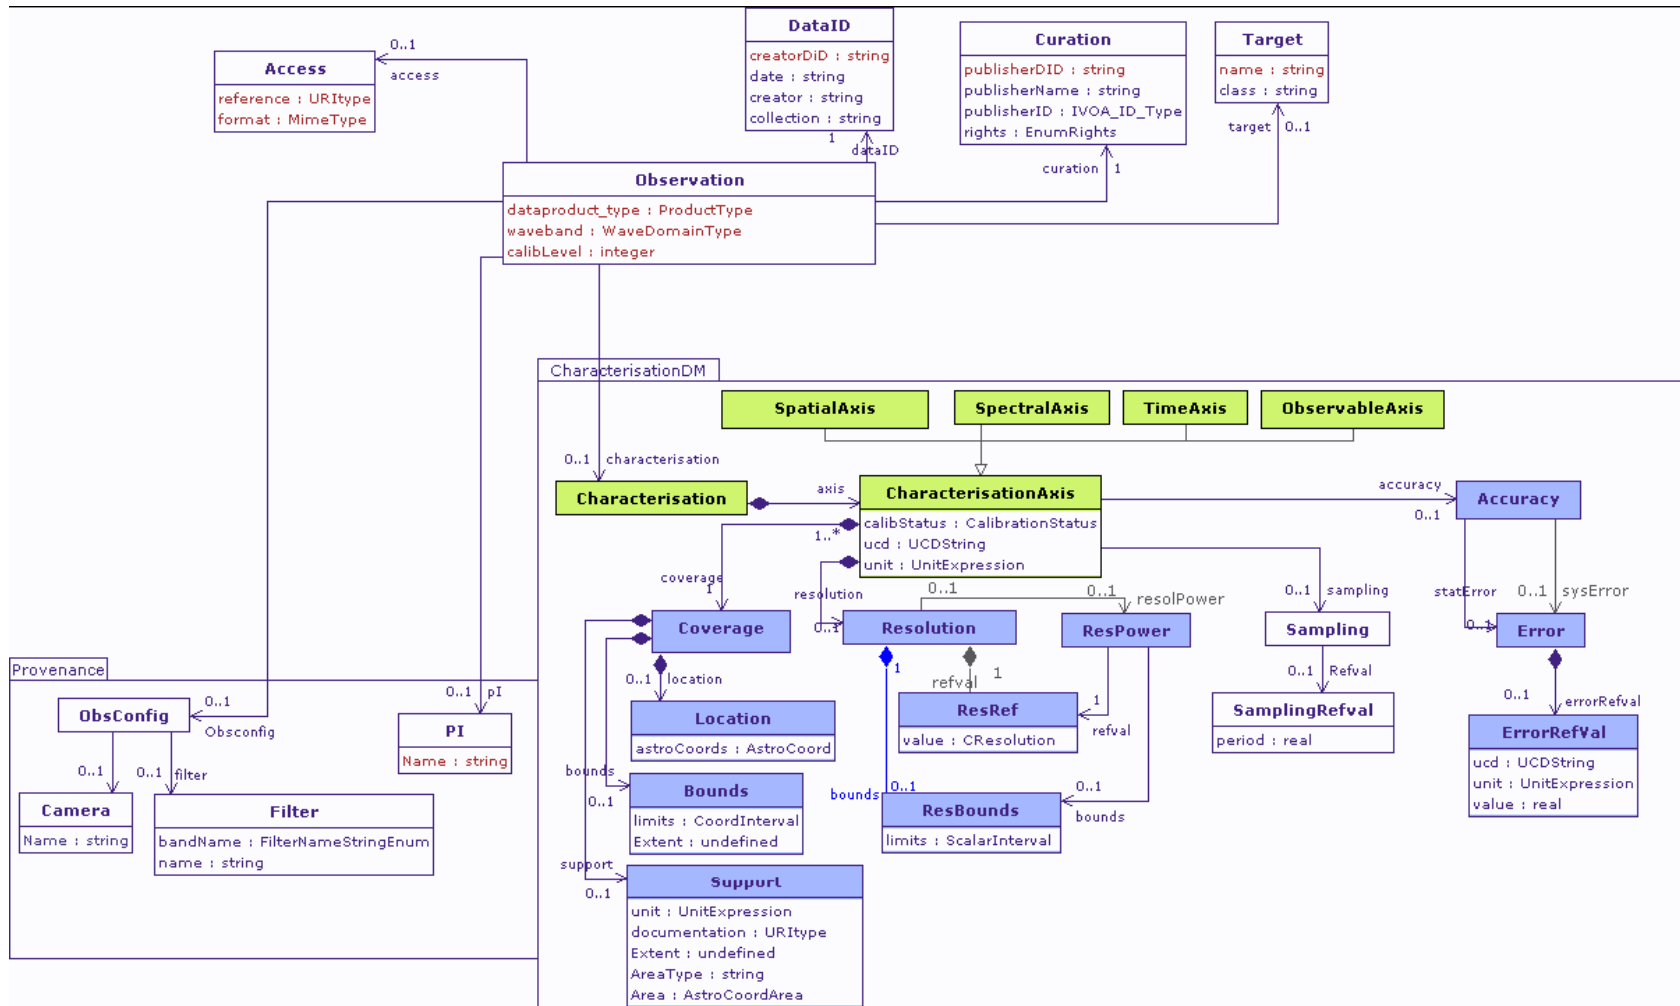 DataID
creatorDiD : string
date : string
creator : string
collection : string
1
dataID
Curation
publisherDID : string
publisherName : string
publisherID : IVOA_ID_Type
rights : EnumRights
curation 1
Target
name : string
class : string
target 0..1
0..1
access
Access
reference : URItype
format : MimeType
Observation
dataproduct_type : ProductType
waveband : WaveDomainType
calibLevel : integer
CharacterisationDM
SpatialAxis
SpectralAxis
TimeAxis
ObservableAxis
0..1 characterisation
Characterisation
axis
1..*
CharacterisationAxis
calibStatus : CalibrationStatus
ucd : UCDString
unit : UnitExpression
accuracy
0..1
Accuracy
coverage
1
resolution
0..1
0..1
0..1
resolPower
0..1 sampling
statError
0..1
0..1 sysError
Coverage
Resolution
ResPower
Sampling
Error
Provenance
0..1 location
1
refval
1
0..1 Refval
0..1
errorRefval
ObsConfig
0..1
Obsconfig
0..1 pI
PI
Name : string
Location
astroCoords : AstroCoord
ResRef
value : CResolution
1
refval
SamplingRefval
period : real
ErrorRefVal
ucd : UCDString
unit : UnitExpression
value : real
0..1
0..1 filter
Camera
Name : string
Filter
bandName : FilterNameStringEnum
name : string
bounds
0..1
Bounds
limits : CoordInterval
Extent : undefined
bounds 0..1
ResBounds
limits : ScalarInterval
0..1
bounds
support
0..1
Support
unit : UnitExpression
documentation : URItype
Extent : undefined
AreaType : string
Area : AstroCoordArea